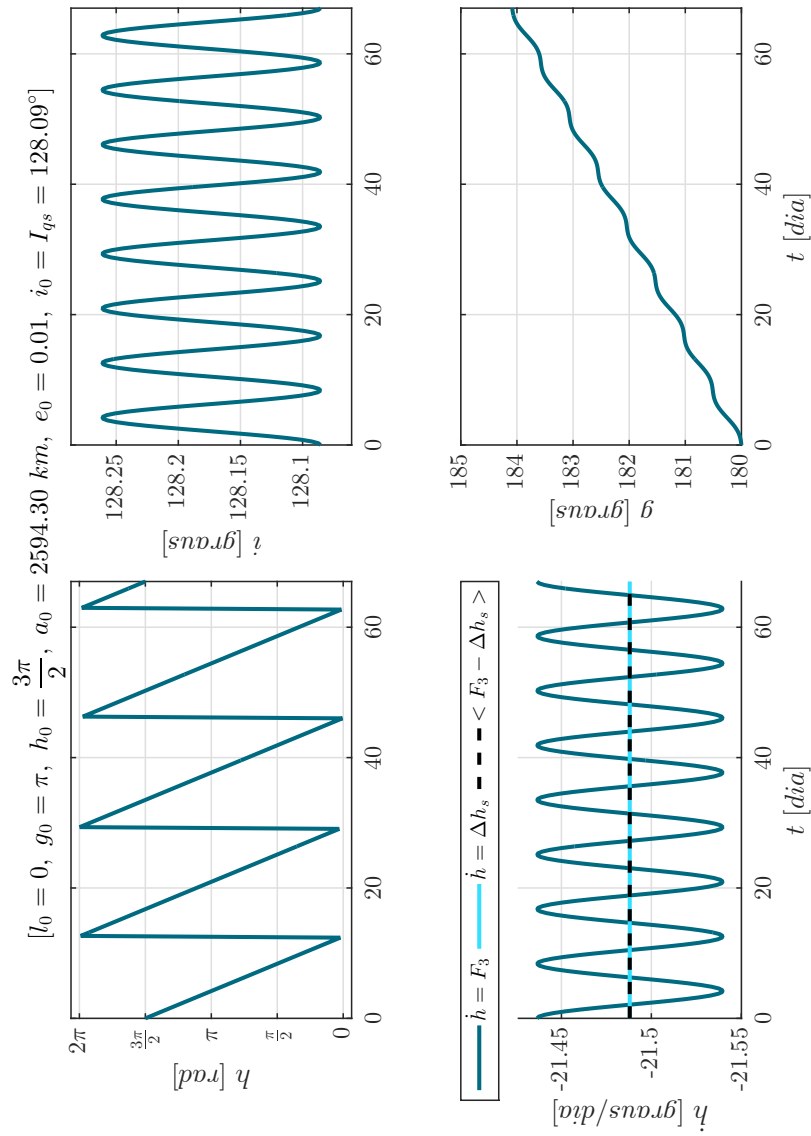 [l₀ = 0, g₀ = π, h₀ = 3π/2, a₀ = 2594.30 km, e₀ = 0.01, i₀ = I_qs = 128.09°]
h [rad]
2π
3π/2
π
π/2
0
0 20 40 60
i [graus]
128.25
128.2
128.15
128.1
0 20 40 60
ḣ = F₃ ḣ = Δh_s < F₃ − Δh_s >
ḣ [graus/dia]
-21.45
-21.5
-21.55
0 20 40 60
t [dia]
g [graus]
185
184
183
182
181
180
0 20 40 60
t [dia]